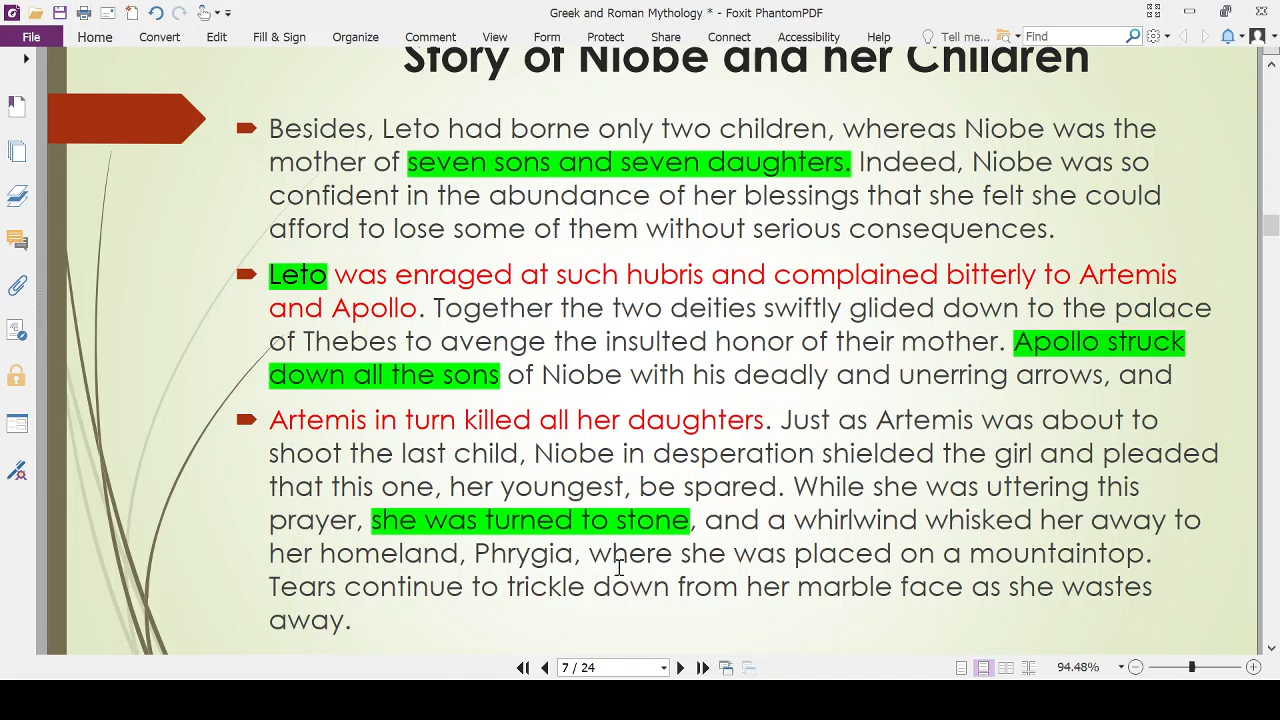 Greek and Roman Mythology * - Foxit PhantomPDF
File Home Convert Edit Fill & Sign Organize Comment View Form Protect Share Connect Accessibility Help Tell me... Find
Story of Niobe and her Children
Besides, Leto had borne only two children, whereas Niobe was the
mother of seven sons and seven daughters. Indeed, Niobe was so
confident in the abundance of her blessings that she felt she could
afford to lose some of them without serious consequences.
Leto was enraged at such hubris and complained bitterly to Artemis
and Apollo. Together the two deities swiftly glided down to the palace
of Thebes to avenge the insulted honor of their mother. Apollo struck
down all the sons of Niobe with his deadly and unerring arrows, and
Artemis in turn killed all her daughters. Just as Artemis was about to
shoot the last child, Niobe in desperation shielded the girl and pleaded
that this one, her youngest, be spared. While she was uttering this
prayer, she was turned to stone, and a whirlwind whisked her away to
her homeland, Phrygia, where she was placed on a mountaintop.
Tears continue to trickle down from her marble face as she wastes
away.
7 / 24 94.48%